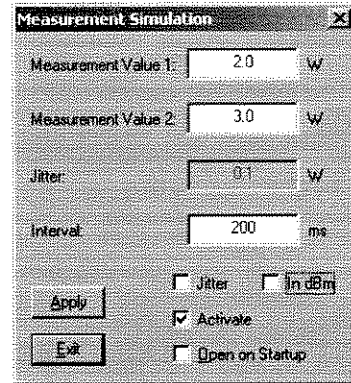 Measurement Simulation
Measurement Value 1: 2.0 W
Measurement Value 2: 3.0 W
Jitter: 0.1 W
Interval: 200 ms
Jitter In dBm
Apply
Activate
Exit
Open on Startup